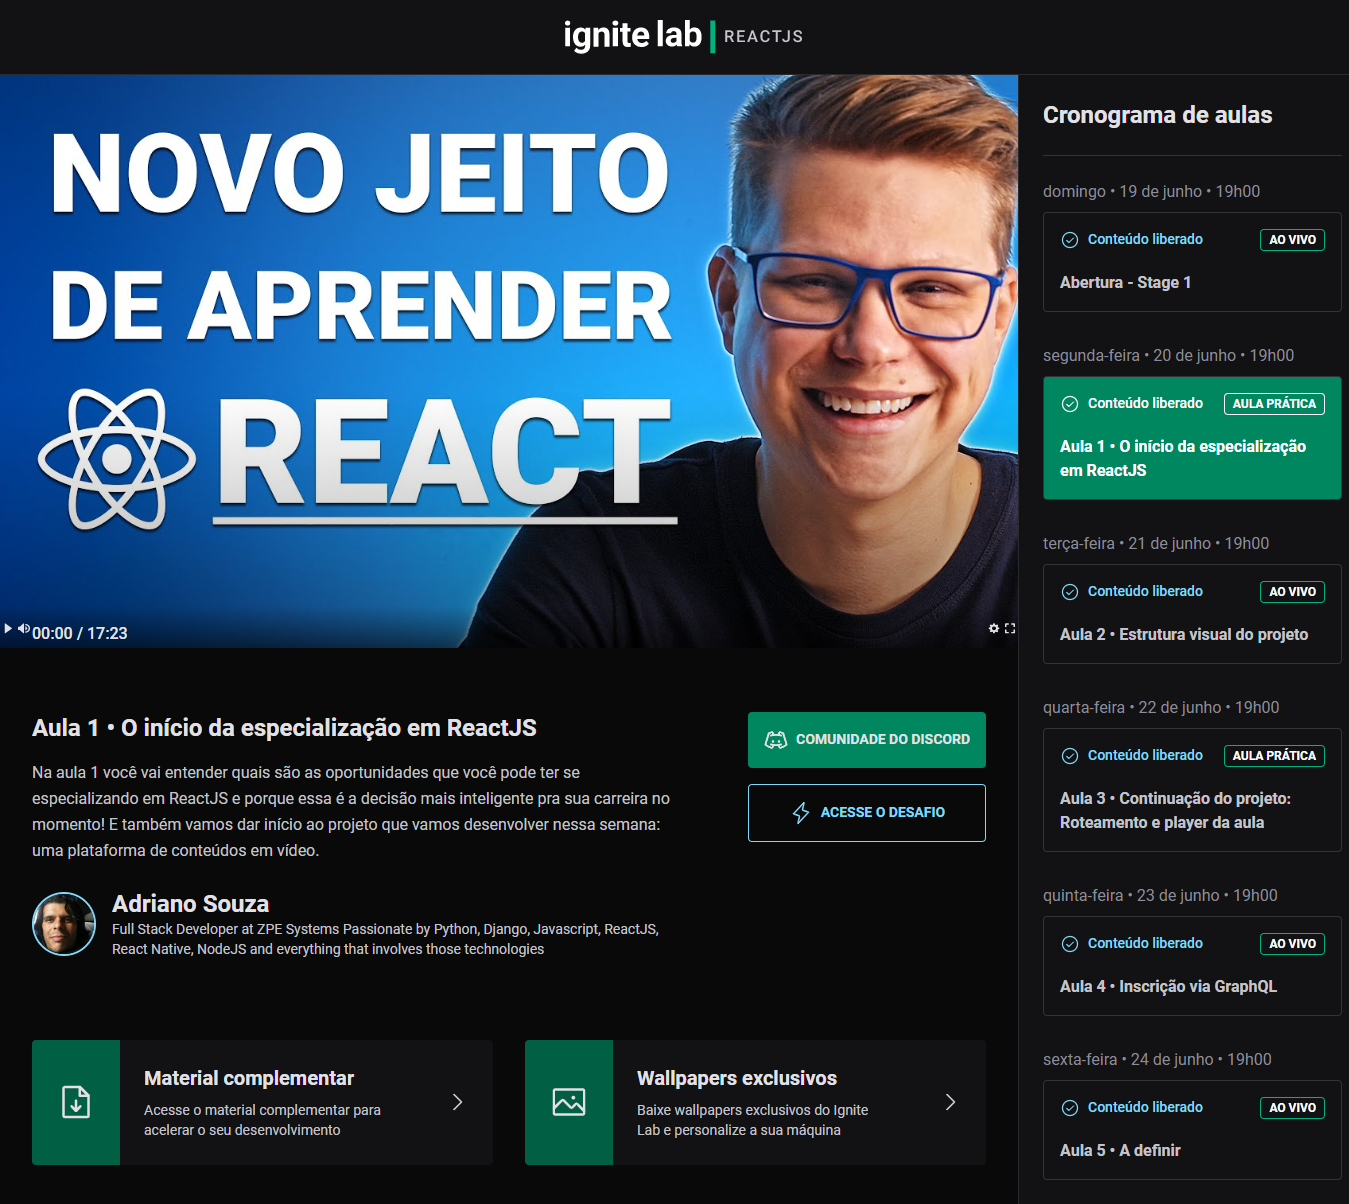 ignite lab | REACTJS
NOVO JEITO
DE APRENDER
REACT
00:00 / 17:23
Aula 1 • O início da especialização em ReactJS
Na aula 1 você vai entender quais são as oportunidades que você pode ter se
especializando em ReactJS e porque essa é a decisão mais inteligente pra sua carreira no
momento! E também vamos dar início ao projeto que vamos desenvolver nessa semana:
uma plataforma de conteúdos em vídeo.
COMUNIDADE DO DISCORD
ACESSE O DESAFIO
Adriano Souza
Full Stack Developer at ZPE Systems Passionate by Python, Django, Javascript, ReactJS,
React Native, NodeJS and everything that involves those technologies
Material complementar
Acesse o material complementar para
acelerar o seu desenvolvimento
Wallpapers exclusivos
Baixe wallpapers exclusivos do Ignite
Lab e personalize a sua máquina
Cronograma de aulas
domingo • 19 de junho • 19h00
Conteúdo liberado AO VIVO
Abertura - Stage 1
segunda-feira • 20 de junho • 19h00
Conteúdo liberado AULA PRÁTICA
Aula 1 • O início da especialização
em ReactJS
terça-feira • 21 de junho • 19h00
Conteúdo liberado AO VIVO
Aula 2 • Estrutura visual do projeto
quarta-feira • 22 de junho • 19h00
Conteúdo liberado AULA PRÁTICA
Aula 3 • Continuação do projeto:
Roteamento e player da aula
quinta-feira • 23 de junho • 19h00
Conteúdo liberado AO VIVO
Aula 4 • Inscrição via GraphQL
sexta-feira • 24 de junho • 19h00
Conteúdo liberado AO VIVO
Aula 5 • A definir